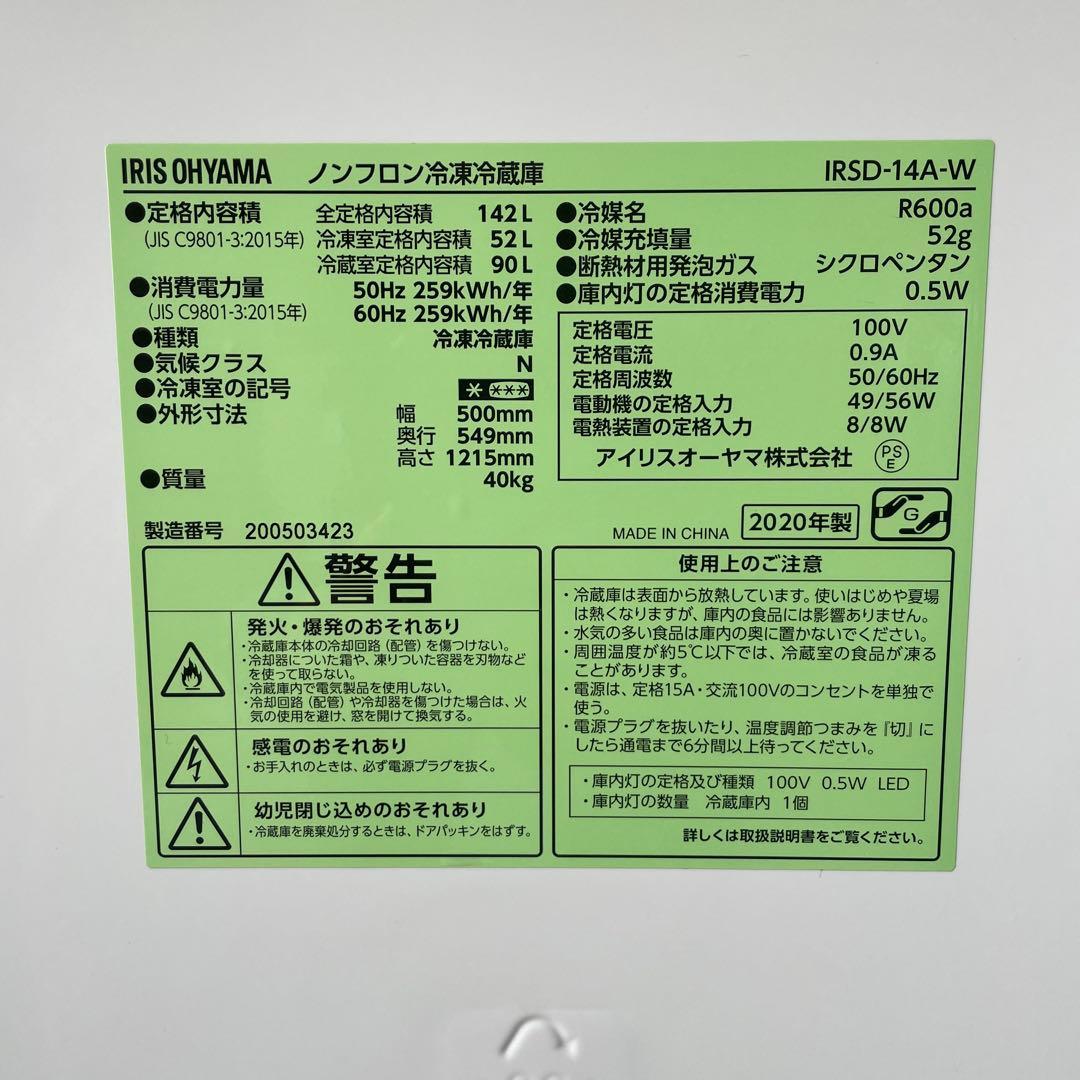 IRIS OHYAMA ノンフロン冷凍冷蔵庫 IRSD-14A-W
●定格内容積 全定格内容積 142L
(JIS C9801-3:2015年) 冷凍室定格内容積 52L
冷蔵室定格内容積 90L
●消費電力量 50Hz 259kWh/年
(JIS C9801-3:2015年) 60Hz 259kWh/年
●種類 冷凍冷蔵庫
●気候クラス N
●冷凍室の記号
●外形寸法 幅 500mm
奥行 549mm
高さ 1215mm
●質量 40kg
製造番号 200503423
●冷媒名 R600a
●冷媒充填量 52g
●断熱材用発泡ガス シクロペンタン
●庫内灯の定格消費電力 0.5W
定格電圧 100V
定格電流 0.9A
定格周波数 50/60Hz
電動機の定格入力 49/56W
電熱装置の定格入力 8/8W
アイリスオーヤマ株式会社 PSE
MADE IN CHINA 2020年製 G
警告
発火・爆発のおそれあり
・冷蔵庫本体の冷却回路(配管)を傷つけない。
・冷却器についた霜や、凍りついた容器を刃物など
を使って取らない。
・冷蔵庫内で電気製品を使用しない。
・冷却回路(配管)や冷却器を傷つけた場合は、火
気の使用を避け、窓を開けて換気する。
感電のおそれあり
・お手入れのときは、必ず電源プラグを抜く。
幼児閉じ込めのおそれあり
・冷蔵庫を廃棄処分するときは、ドアパッキンをはずす。
使用上のご注意
・冷蔵庫は表面から放熱しています。使いはじめや夏場
は熱くなりますが、庫内の食品には影響ありません。
・水気の多い食品は庫内の奥に置かないでください。
・周囲温度が約5℃以下では、冷蔵室の食品が凍る
ことがあります。
・電源は、定格15A・交流100Vのコンセントを単独で
使う。
・電源プラグを抜いたり、温度調節つまみを『切』に
したら通電まで6分間以上待ってください。
・庫内灯の定格及び種類 100V 0.5W LED
・庫内灯の数量 冷蔵庫内 1個
詳しくは取扱説明書をご覧ください。